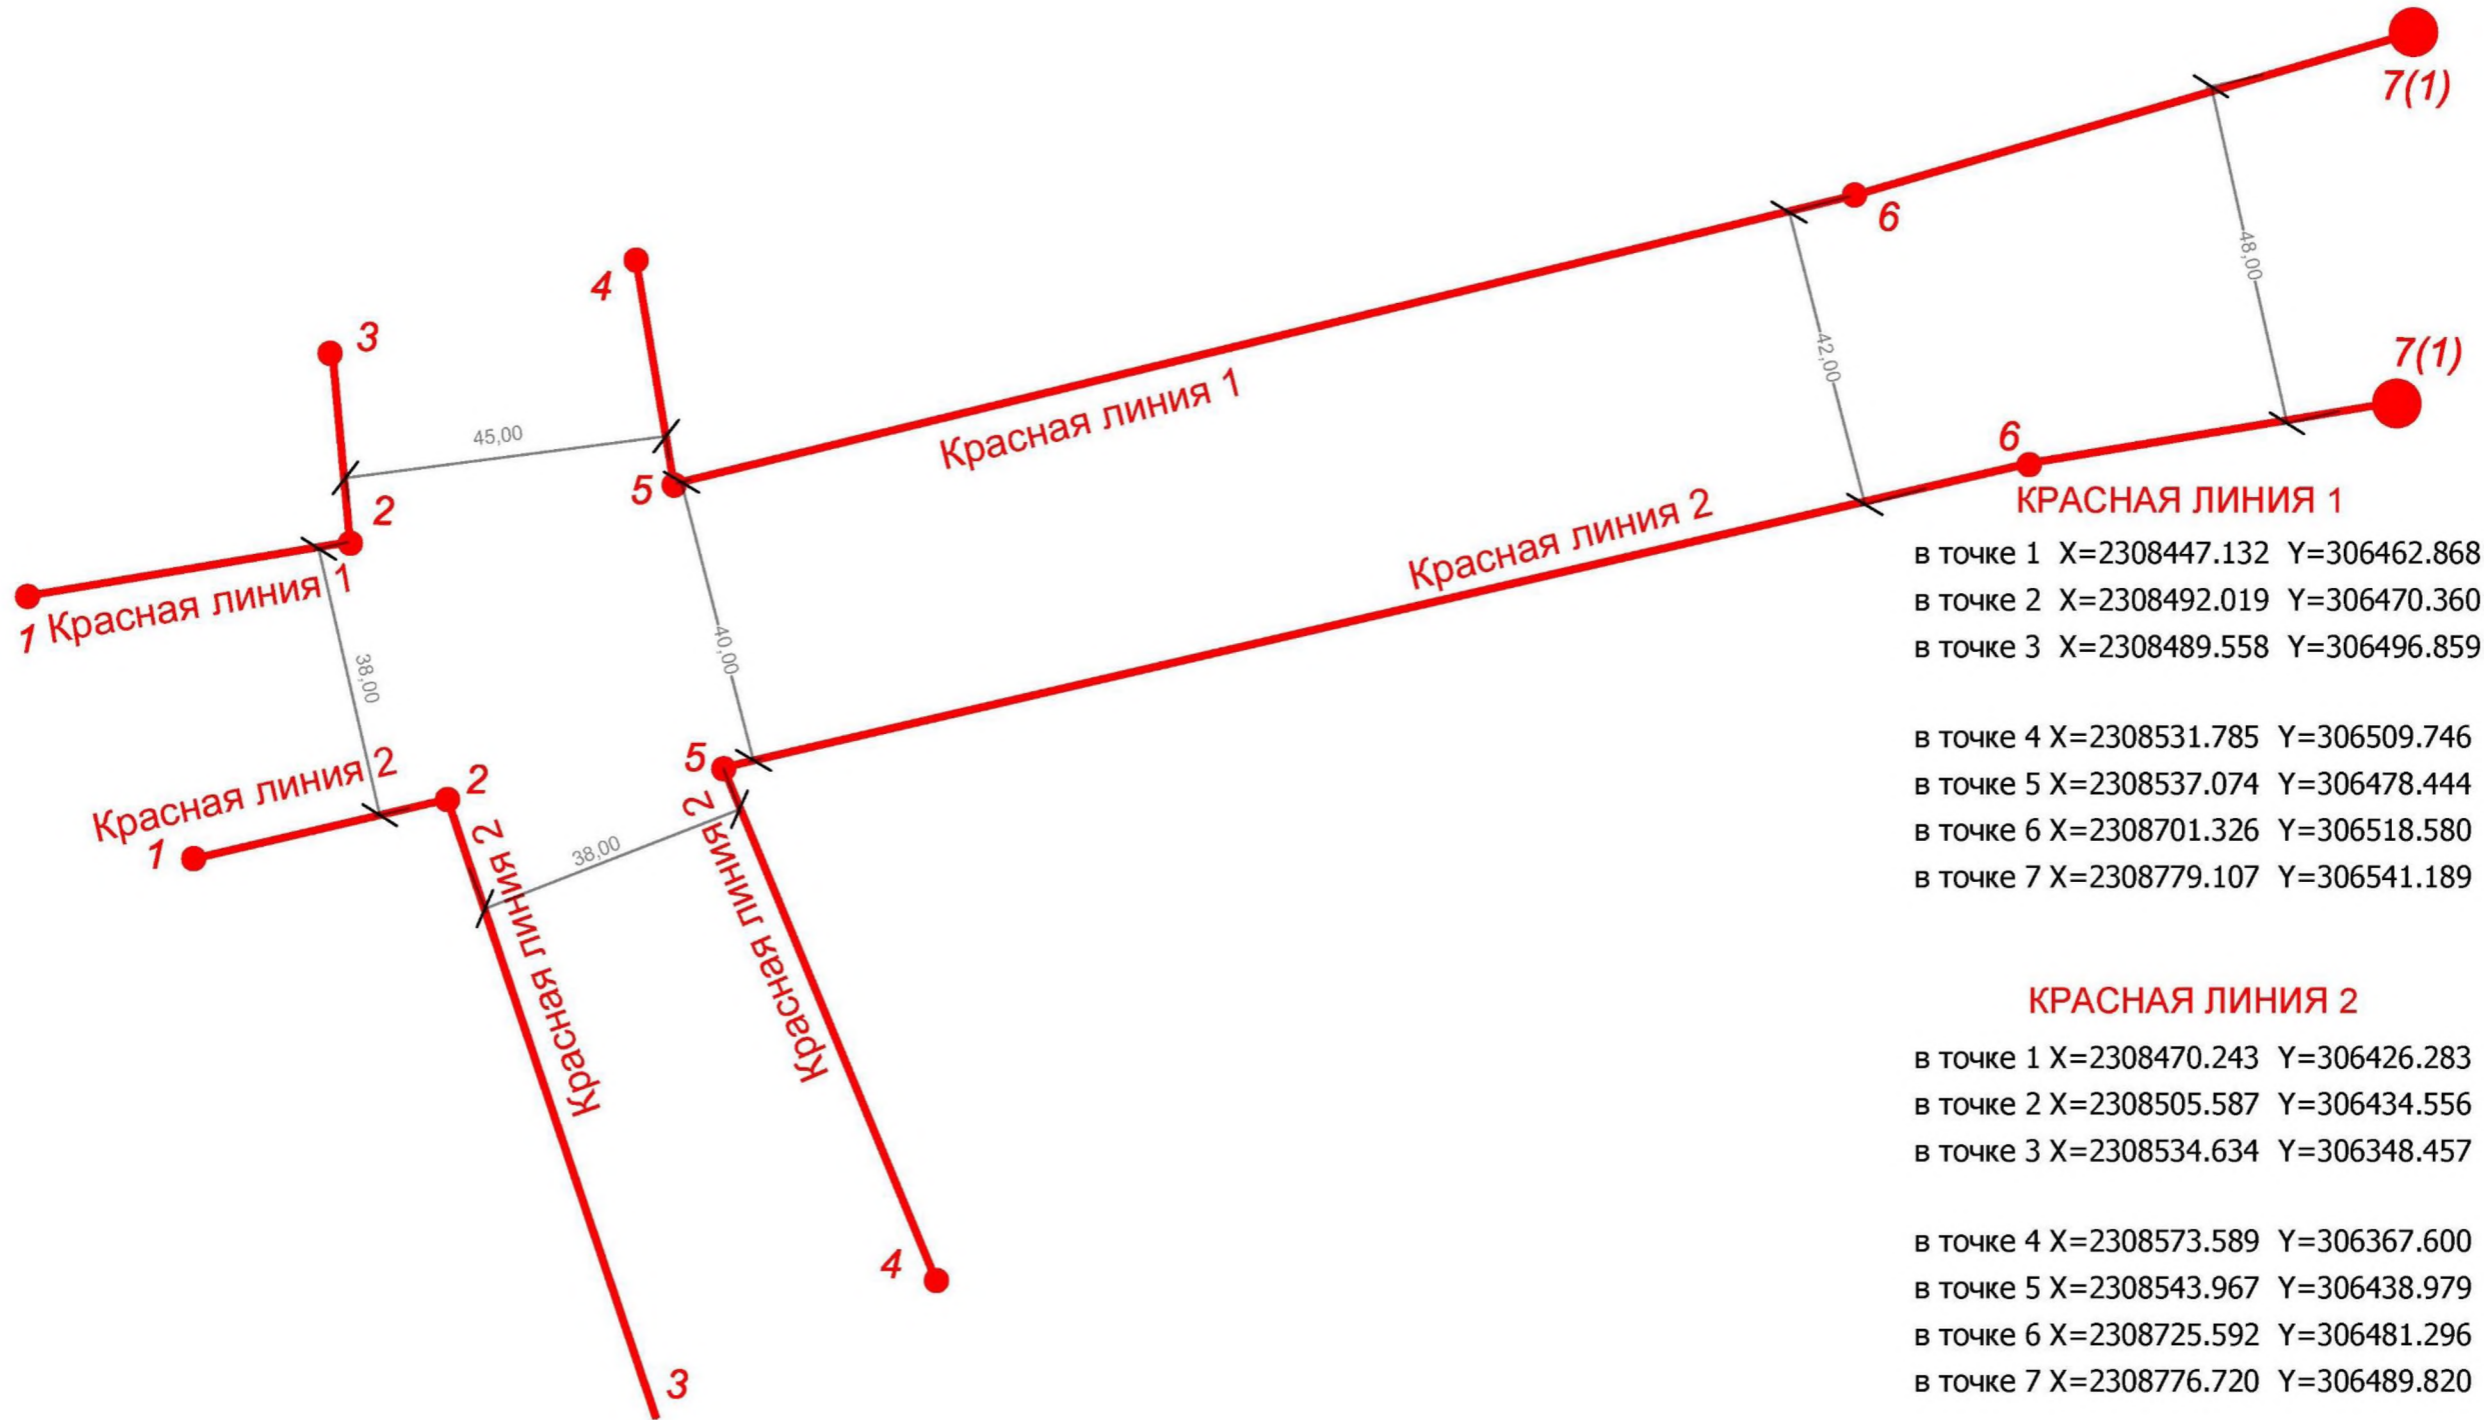 7(1)
6
4
3
45,00
42,00
48,00
7(1)
Красная линия 1
5
2
6
Красная линия 1
1
38,00
40,00
Красная линия 2
Красная линия 2
1
2
5
38,00
Красная линия 2
Красная линия 2
4
3
КРАСНАЯ ЛИНИЯ 1
в точке 1 X=2308447.132 Y=306462.868
в точке 2 X=2308492.019 Y=306470.360
в точке 3 X=2308489.558 Y=306496.859
в точке 4 X=2308531.785 Y=306509.746
в точке 5 X=2308537.074 Y=306478.444
в точке 6 X=2308701.326 Y=306518.580
в точке 7 X=2308779.107 Y=306541.189
КРАСНАЯ ЛИНИЯ 2
в точке 1 X=2308470.243 Y=306426.283
в точке 2 X=2308505.587 Y=306434.556
в точке 3 X=2308534.634 Y=306348.457
в точке 4 X=2308573.589 Y=306367.600
в точке 5 X=2308543.967 Y=306438.979
в точке 6 X=2308725.592 Y=306481.296
в точке 7 X=2308776.720 Y=306489.820